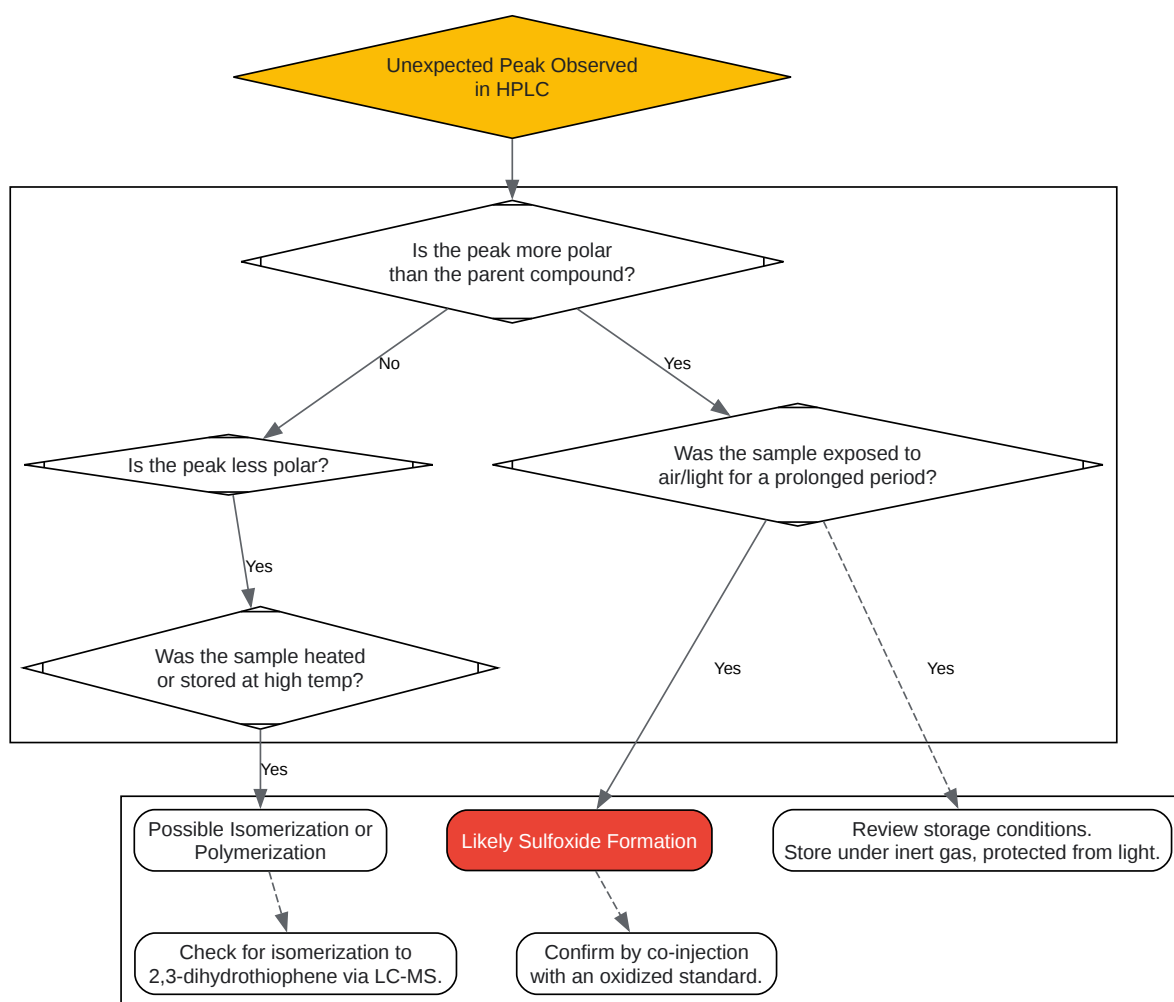 Unexpected Peak Observed
in HPLC
Is the peak more polar
than the parent compound?
No
Yes
Is the peak less polar?
Was the sample exposed to
air/light for a prolonged period?
Yes
Was the sample heated
or stored at high temp?
Yes
Yes
Yes
Possible Isomerization or
Polymerization
Likely Sulfoxide Formation
Review storage conditions.
Store under inert gas, protected from light.
Check for isomerization to
2,3-dihydrothiophene via LC-MS.
Confirm by co-injection
with an oxidized standard.